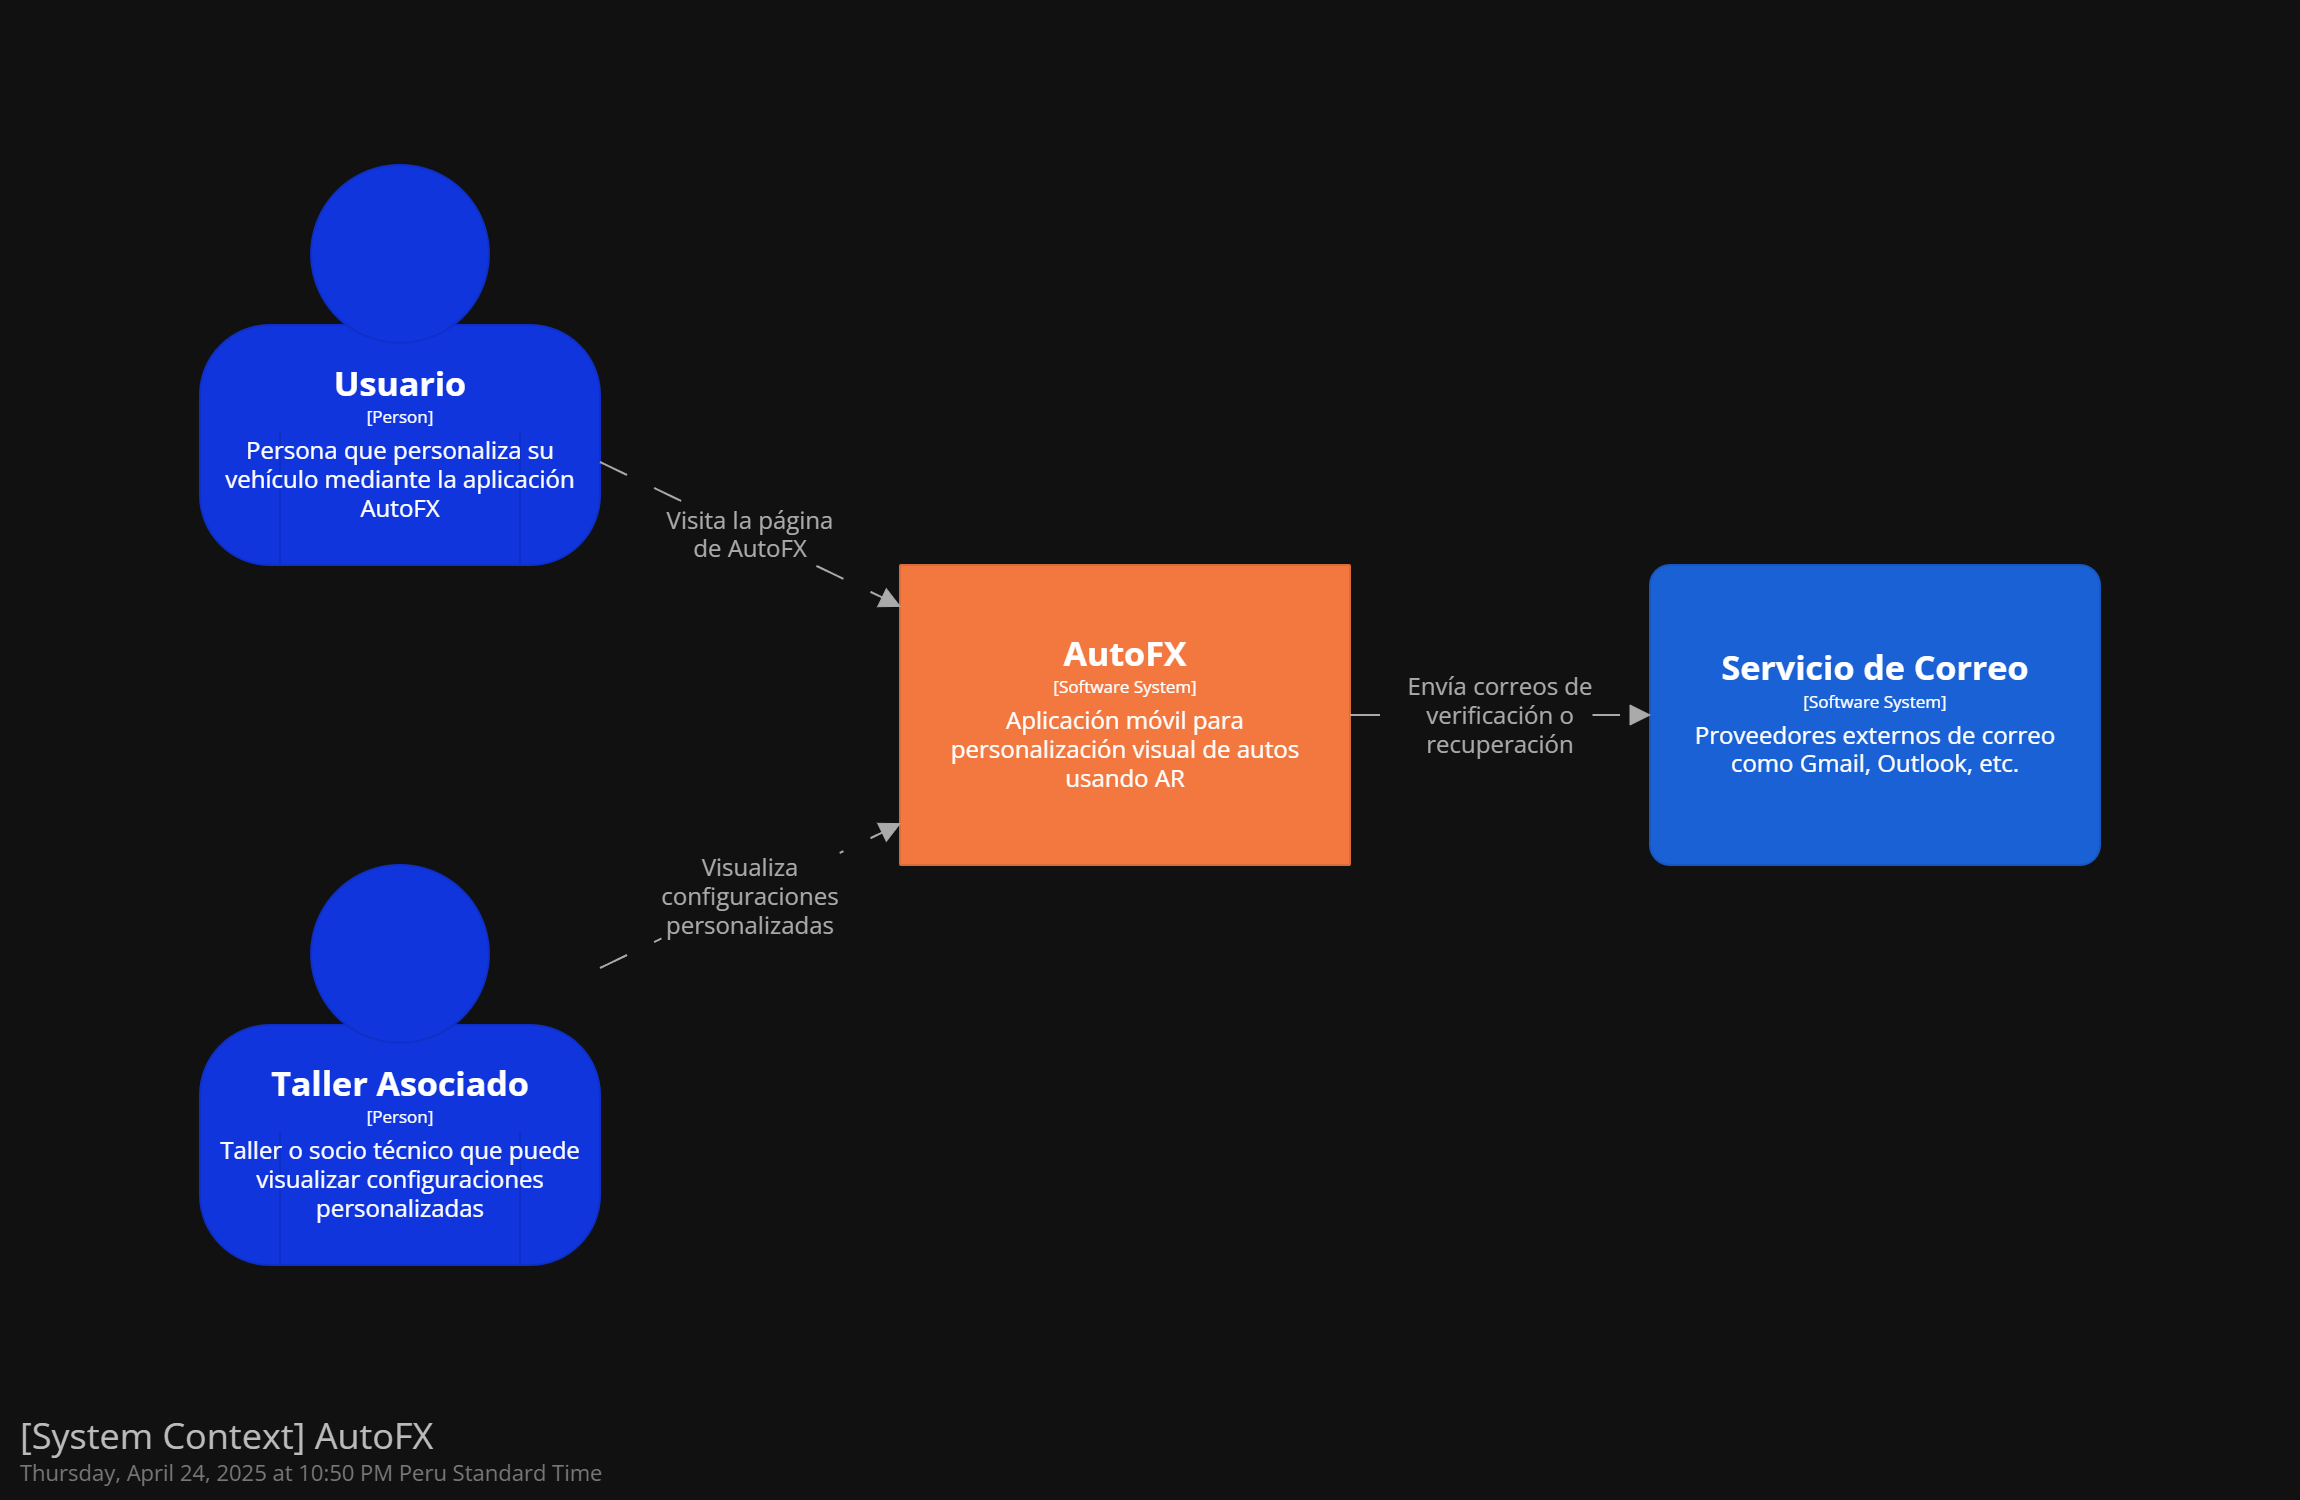 Usuario
[Person]
Persona que personaliza su
vehículo mediante la aplicación
AutoFX
Visita la página
de AutoFX
AutoFX
[Software System]
Aplicación móvil para
personalización visual de autos
usando AR
Envía correos de
verificación o
recuperación
Servicio de Correo
[Software System]
Proveedores externos de correo
como Gmail, Outlook, etc.
Visualiza
configuraciones
personalizadas
Taller Asociado
[Person]
Taller o socio técnico que puede
visualizar configuraciones
personalizadas
[System Context] AutoFX
Thursday, April 24, 2025 at 10:50 PM Peru Standard Time